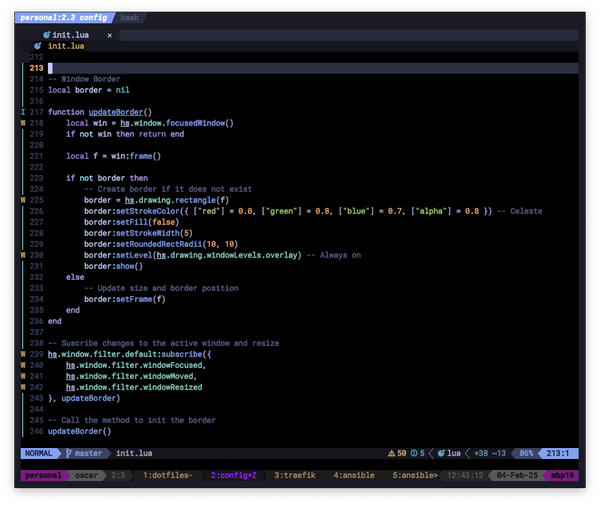 personal:2.3 config bash
init.lua ×
init.lua
212
213
214 -- Window Border
215 local border = nil
216
I 217 function updateBorder()
W 218 local win = hs.window.focusedWindow()
219 if not win then return end
220
221 local f = win:frame()
222
223 if not border then
224 -- Create border if it does not exist
W 225 border = hs.drawing.rectangle(f)
226 border:setStrokeColor({ ["red"] = 0.0, ["green"] = 0.8, ["blue"] = 0.7, ["alpha"] = 0.8 }) -- Celeste
227 border:setFill(false)
228 border:setStrokeWidth(5)
229 border:setRoundedRectRadii(10, 10)
W 230 border:setLevel(hs.drawing.windowLevels.overlay) -- Always on
231 border:show()
232 else
233 -- Update size and border position
234 border:setFrame(f)
235 end
236 end
237
238 -- Suscribe changes to the active window and resize
W 239 hs.window.filter.default:subscribe({
W 240 hs.window.filter.windowFocused,
W 241 hs.window.filter.windowMoved,
W 242 hs.window.filter.windowResized
243 }, updateBorder)
244
245 -- Call the method to init the border
246 updateBorder()
NORMAL master init.lua 50 5 lua +38 ~13 86% 213:1
personal oscar 2:3 1:dotfiles- 2:config*Z 3:traefik 4:ansible 5:ansible> 12:43:12 04-Feb-25 mbp16